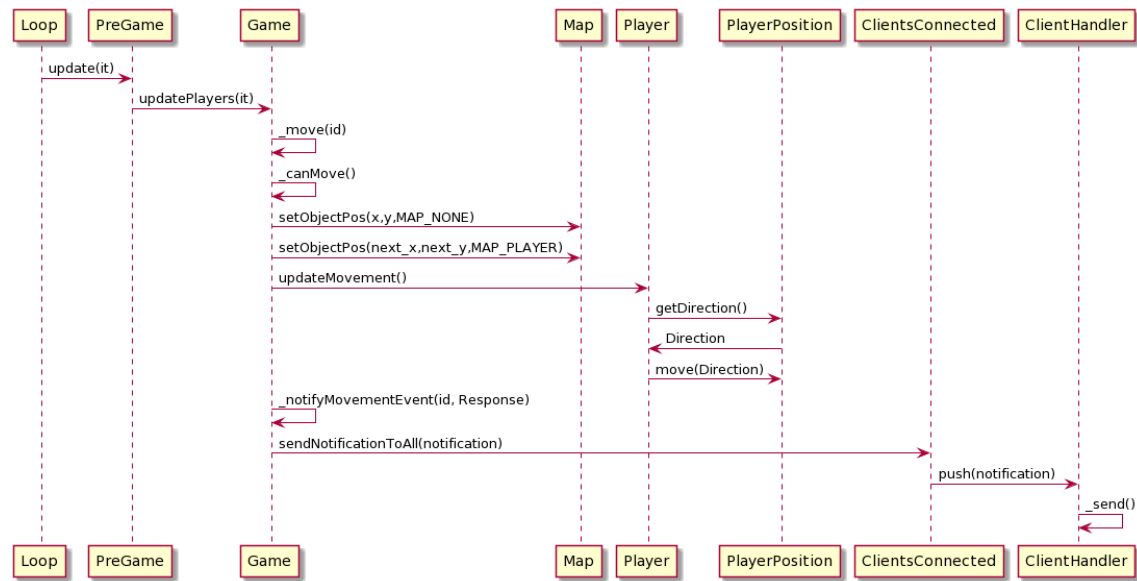 Loop PreGame Game Map Player PlayerPosition ClientsConnected ClientHandler
update(it)
updatePlayers(it)
_move(id)
_canMove()
setObjectPos(x,y,MAP_NONE)
setObjectPos(next_x,next_y,MAP_PLAYER)
updateMovement()
getDirection()
Direction
move(Direction)
_notifyMovementEvent(id, Response)
sendNotificationToAll(notification)
push(notification)
_send()
Loop PreGame Game Map Player PlayerPosition ClientsConnected ClientHandler